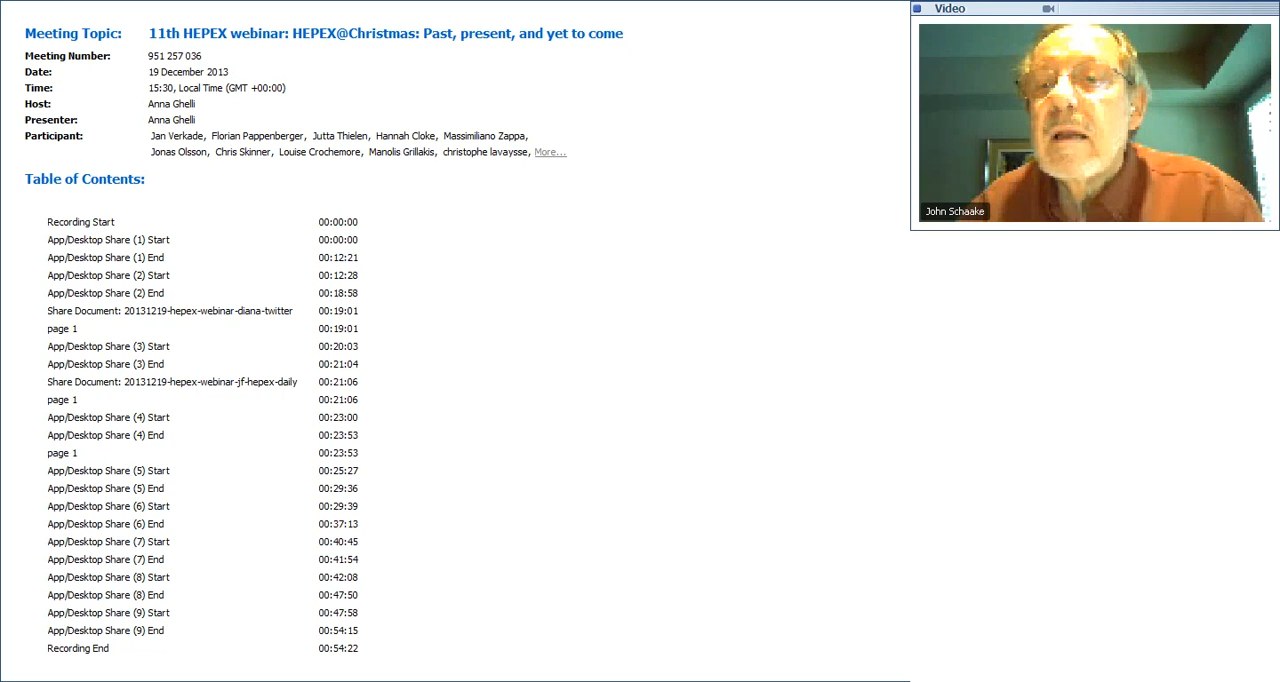 Meeting Topic: 11th HEPEX webinar: HEPEX@Christmas: Past, present, and yet to come
Meeting Number: 951 257 036
Date: 19 December 2013
Time: 15:30, Local Time (GMT +00:00)
Host: Anna Ghelli
Presenter: Anna Ghelli
Participant: Jan Verkade, Florian Pappenberger, Jutta Thielen, Hannah Cloke, Massimiliano Zappa,
Jonas Olsson, Chris Skinner, Louise Crochemore, Manolis Grillakis, christophe lavaysse, More...
Table of Contents:
Recording Start 00:00:00
App/Desktop Share (1) Start 00:00:00
App/Desktop Share (1) End 00:12:21
App/Desktop Share (2) Start 00:12:28
App/Desktop Share (2) End 00:18:58
Share Document: 20131219-hepex-webinar-diana-twitter 00:19:01
page 1 00:19:01
App/Desktop Share (3) Start 00:20:03
App/Desktop Share (3) End 00:21:04
Share Document: 20131219-hepex-webinar-jf-hepex-daily 00:21:06
page 1 00:21:06
App/Desktop Share (4) Start 00:23:00
App/Desktop Share (4) End 00:23:53
page 1 00:23:53
App/Desktop Share (5) Start 00:25:27
App/Desktop Share (5) End 00:29:36
App/Desktop Share (6) Start 00:29:39
App/Desktop Share (6) End 00:37:13
App/Desktop Share (7) Start 00:40:45
App/Desktop Share (7) End 00:41:54
App/Desktop Share (8) Start 00:42:08
App/Desktop Share (8) End 00:47:50
App/Desktop Share (9) Start 00:47:58
App/Desktop Share (9) End 00:54:15
Recording End 00:54:22
Video
John Schaake